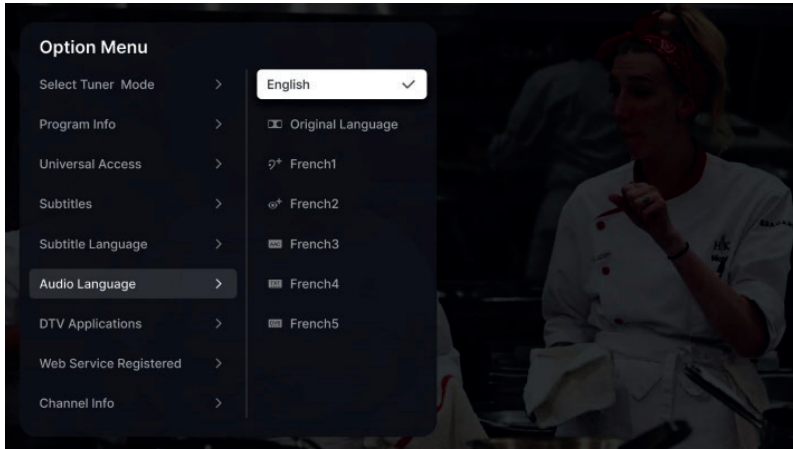 Option Menu
Select Tuner Mode
Program Info
Universal Access
Subtitles
Subtitle Language
Audio Language
DTV Applications
Web Service Registered
Channel Info
English
Original Language
French1
French2
French3
French4
French5